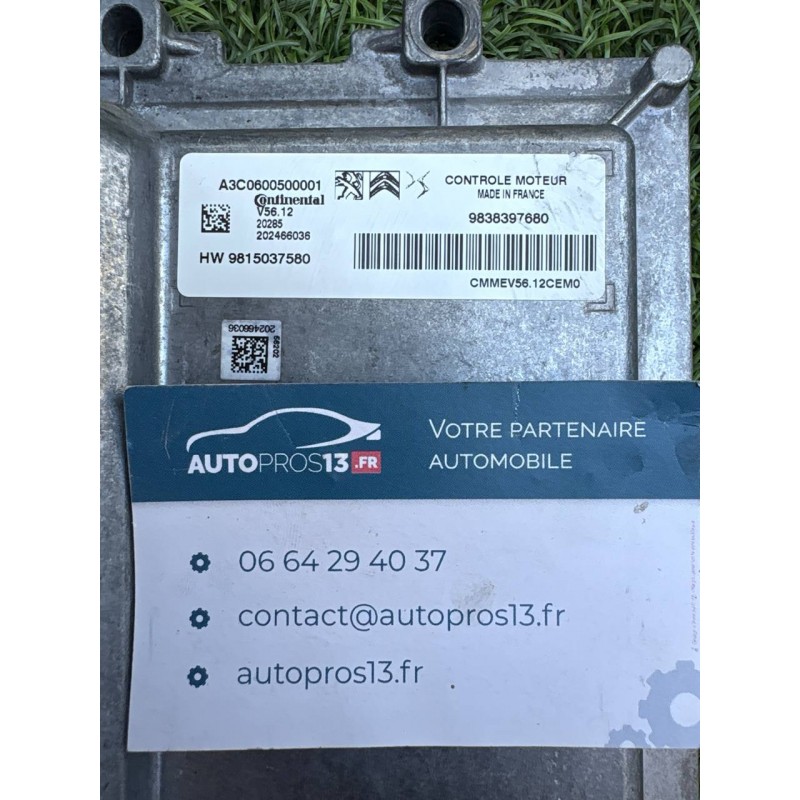 A3C0600500001
Continental
V56.12
20285
202466036
HW 9815037580
CONTROLE MOTEUR
MADE IN FRANCE
9838397680
CMMEV56.12CEM0
58202
202466036
AUTOPROS13.FR
VOTRE PARTENAIRE
AUTOMOBILE
06 64 29 40 37
contact@autopros13.fr
autopros13.fr